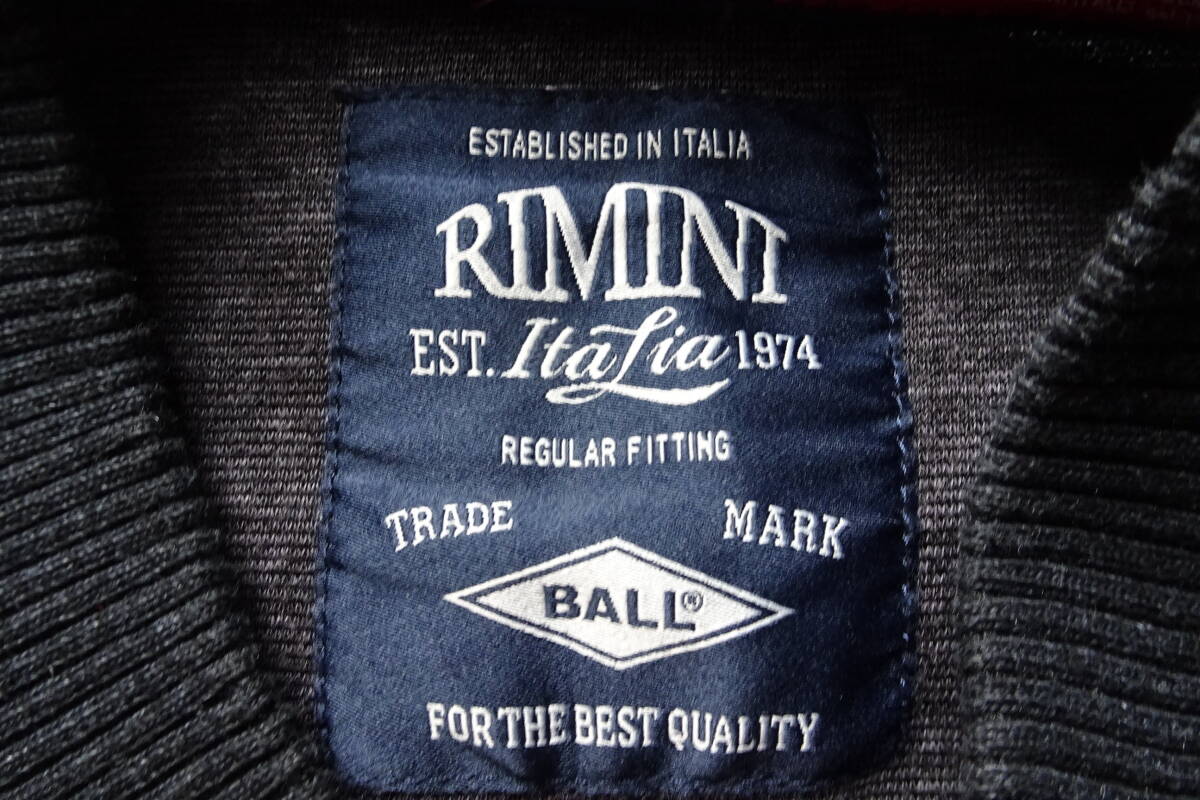 ESTABLISHED IN ITALIA
RIMINI
EST. Italia 1974
REGULAR FITTING
TRADE MARK
BALL®
FOR THE BEST QUALITY